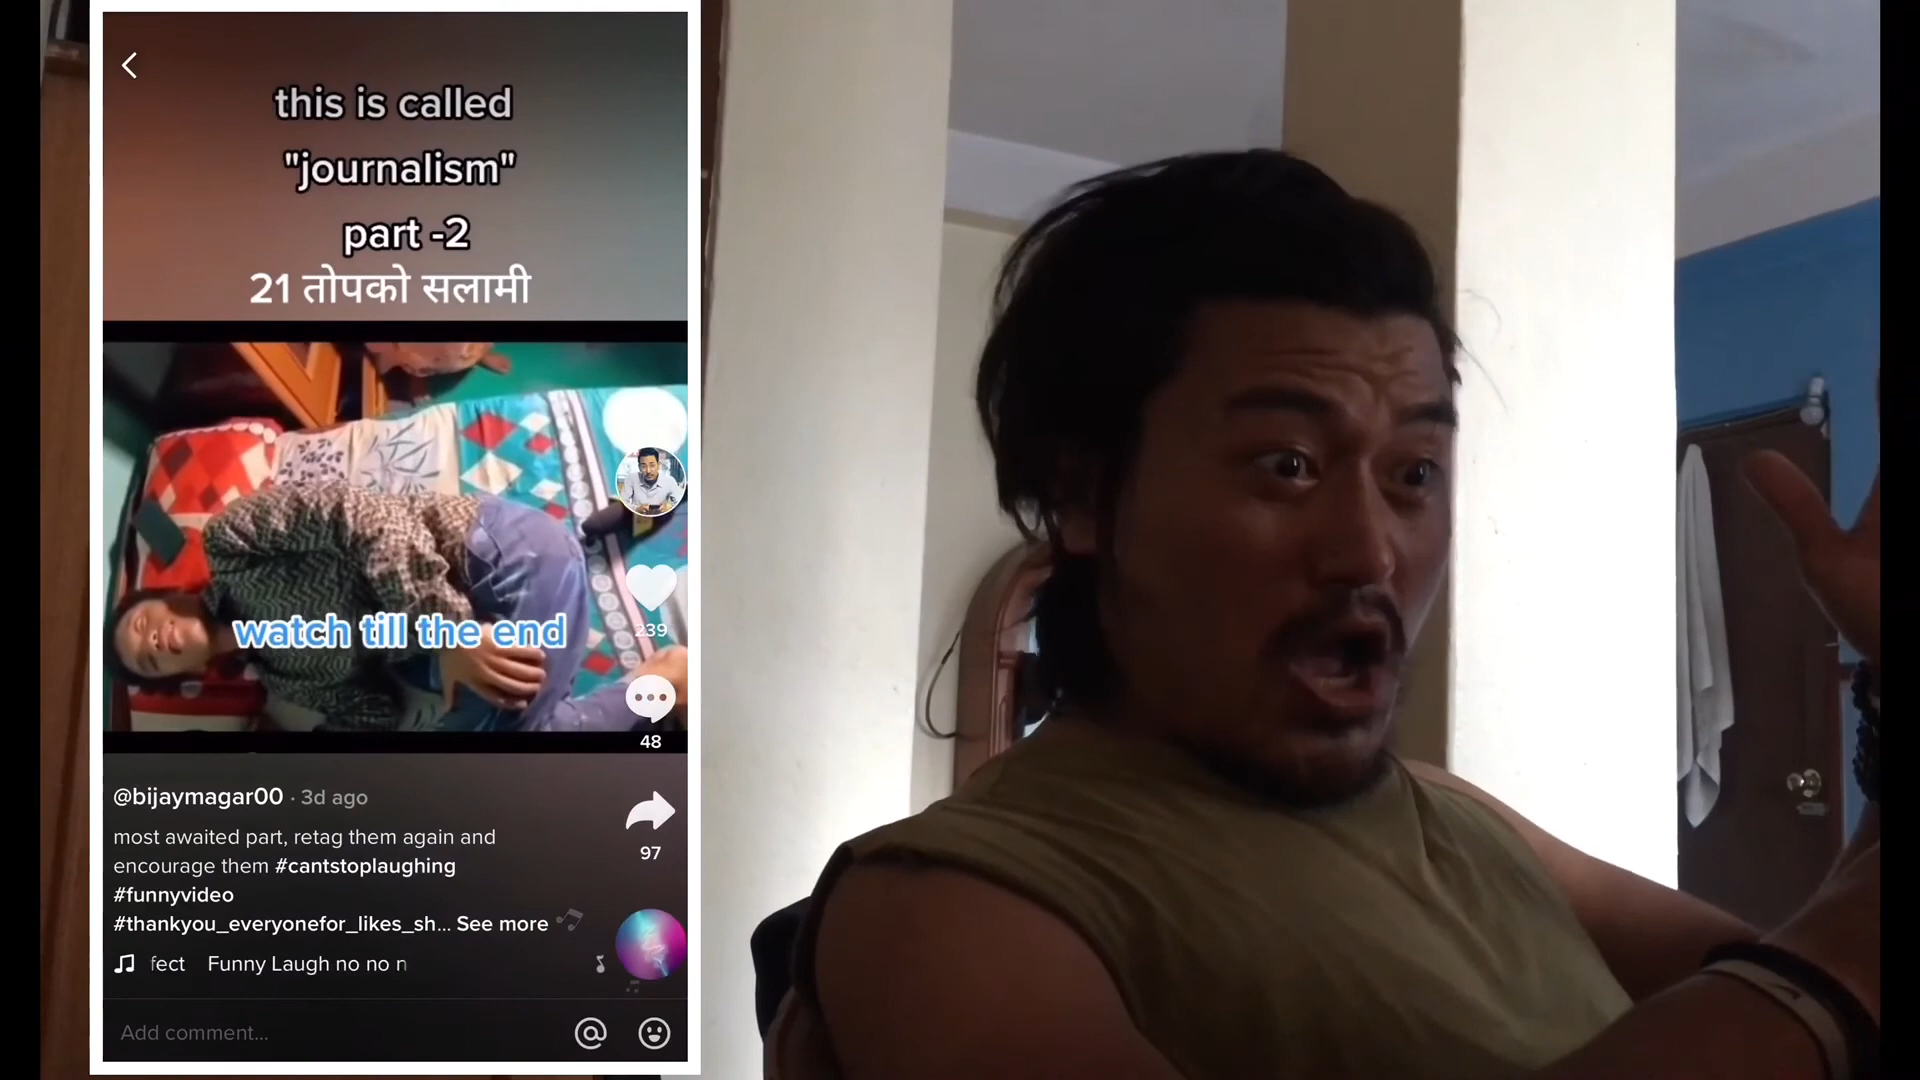 this is called
"journalism"
part -2
21 तोपको सलामी
watch till the end
239
48
@bijaymagar00 · 3d ago
97
most awaited part, retag them again and
encourage them #cantstoplaughing
#funnyvideo
#thankyou_everyonefor_likes_sh... See more
fect Funny Laugh no no n
Add comment...